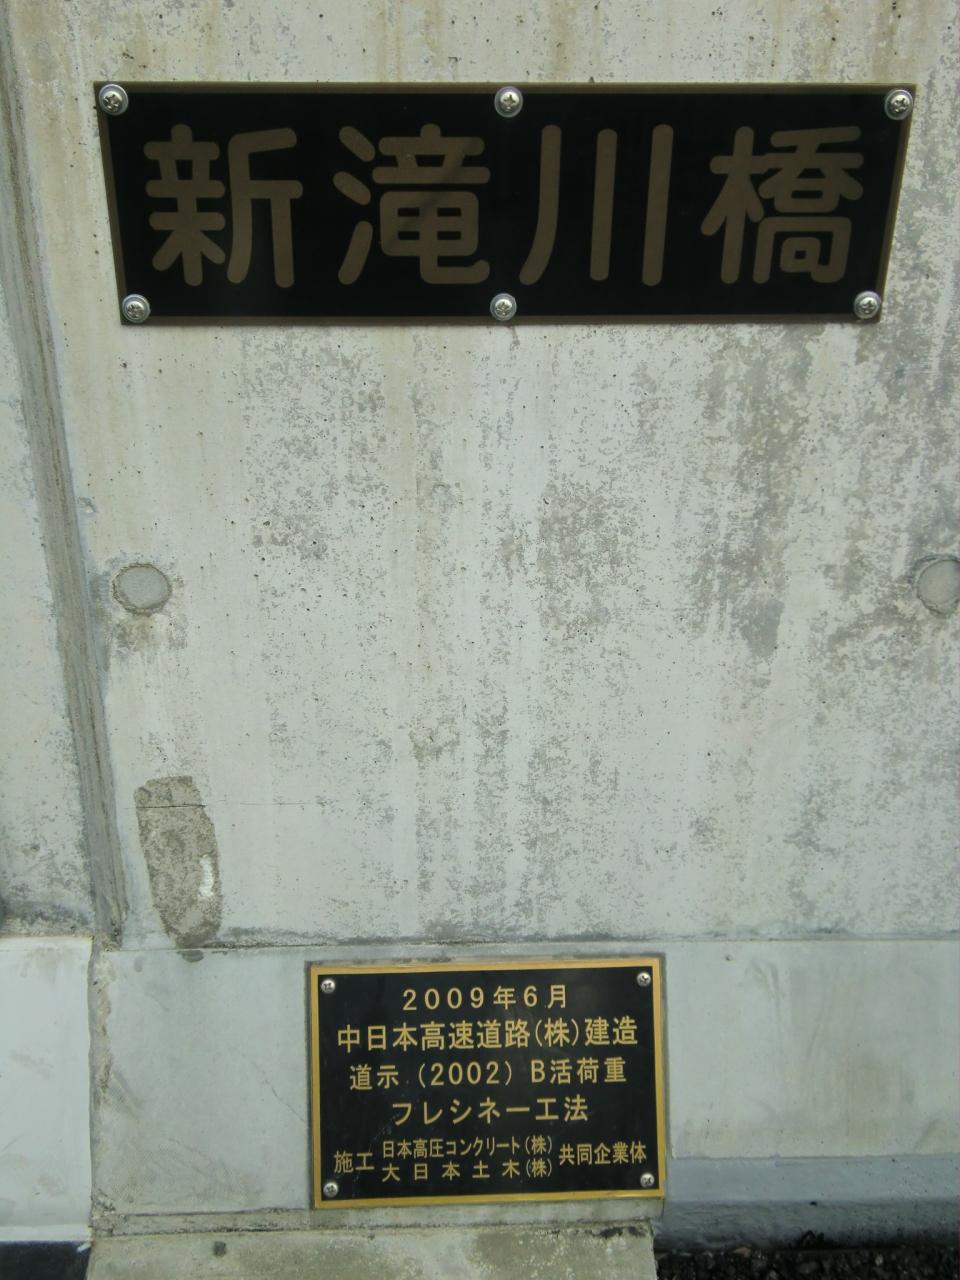 新滝川橋
2009年6月
中日本高速道路(株)建造
道示(2002)B活荷重
フレシネー工法
施工 日本高圧コンクリート(株) 共同企業体
大日本土木(株)